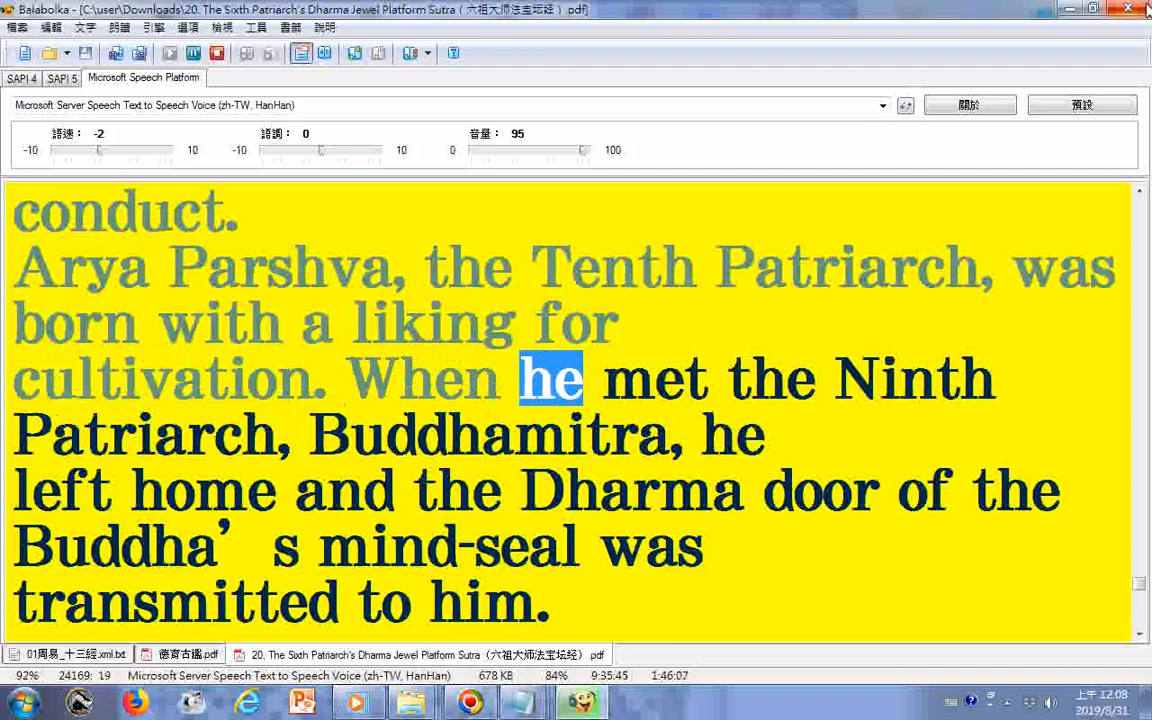 Balabolka - [C:\user\Downloads\20. The Sixth Patriarch's Dharma Jewel Platform Sutra（六祖大师法宝坛经）.pdf]
檔案 編輯 文字 朗讀 引擎 選項 檢視 工具 書籤 說明
SAPI 4 SAPI 5 Microsoft Speech Platform
Microsoft Server Speech Text to Speech Voice (zh-TW, HanHan) 關於 預設
語速： -2 語調： 0 音量： 95
-10 10 -10 10 0 100
conduct.
Arya Parshva, the Tenth Patriarch, was
born with a liking for
cultivation. When he met the Ninth
Patriarch, Buddhamitra, he
left home and the Dharma door of the
Buddha’s mind-seal was
transmitted to him.
01周易_十三經.xml.txt 德育古鑑.pdf 20. The Sixth Patriarch's Dharma Jewel Platform Sutra（六祖大师法宝坛经）.pdf
92% 24169: 19 Microsoft Server Speech Text to Speech Voice (zh-TW, HanHan) 678 KB 84% 9:35:45 1:46:07
上午 12:08
2019/8/31